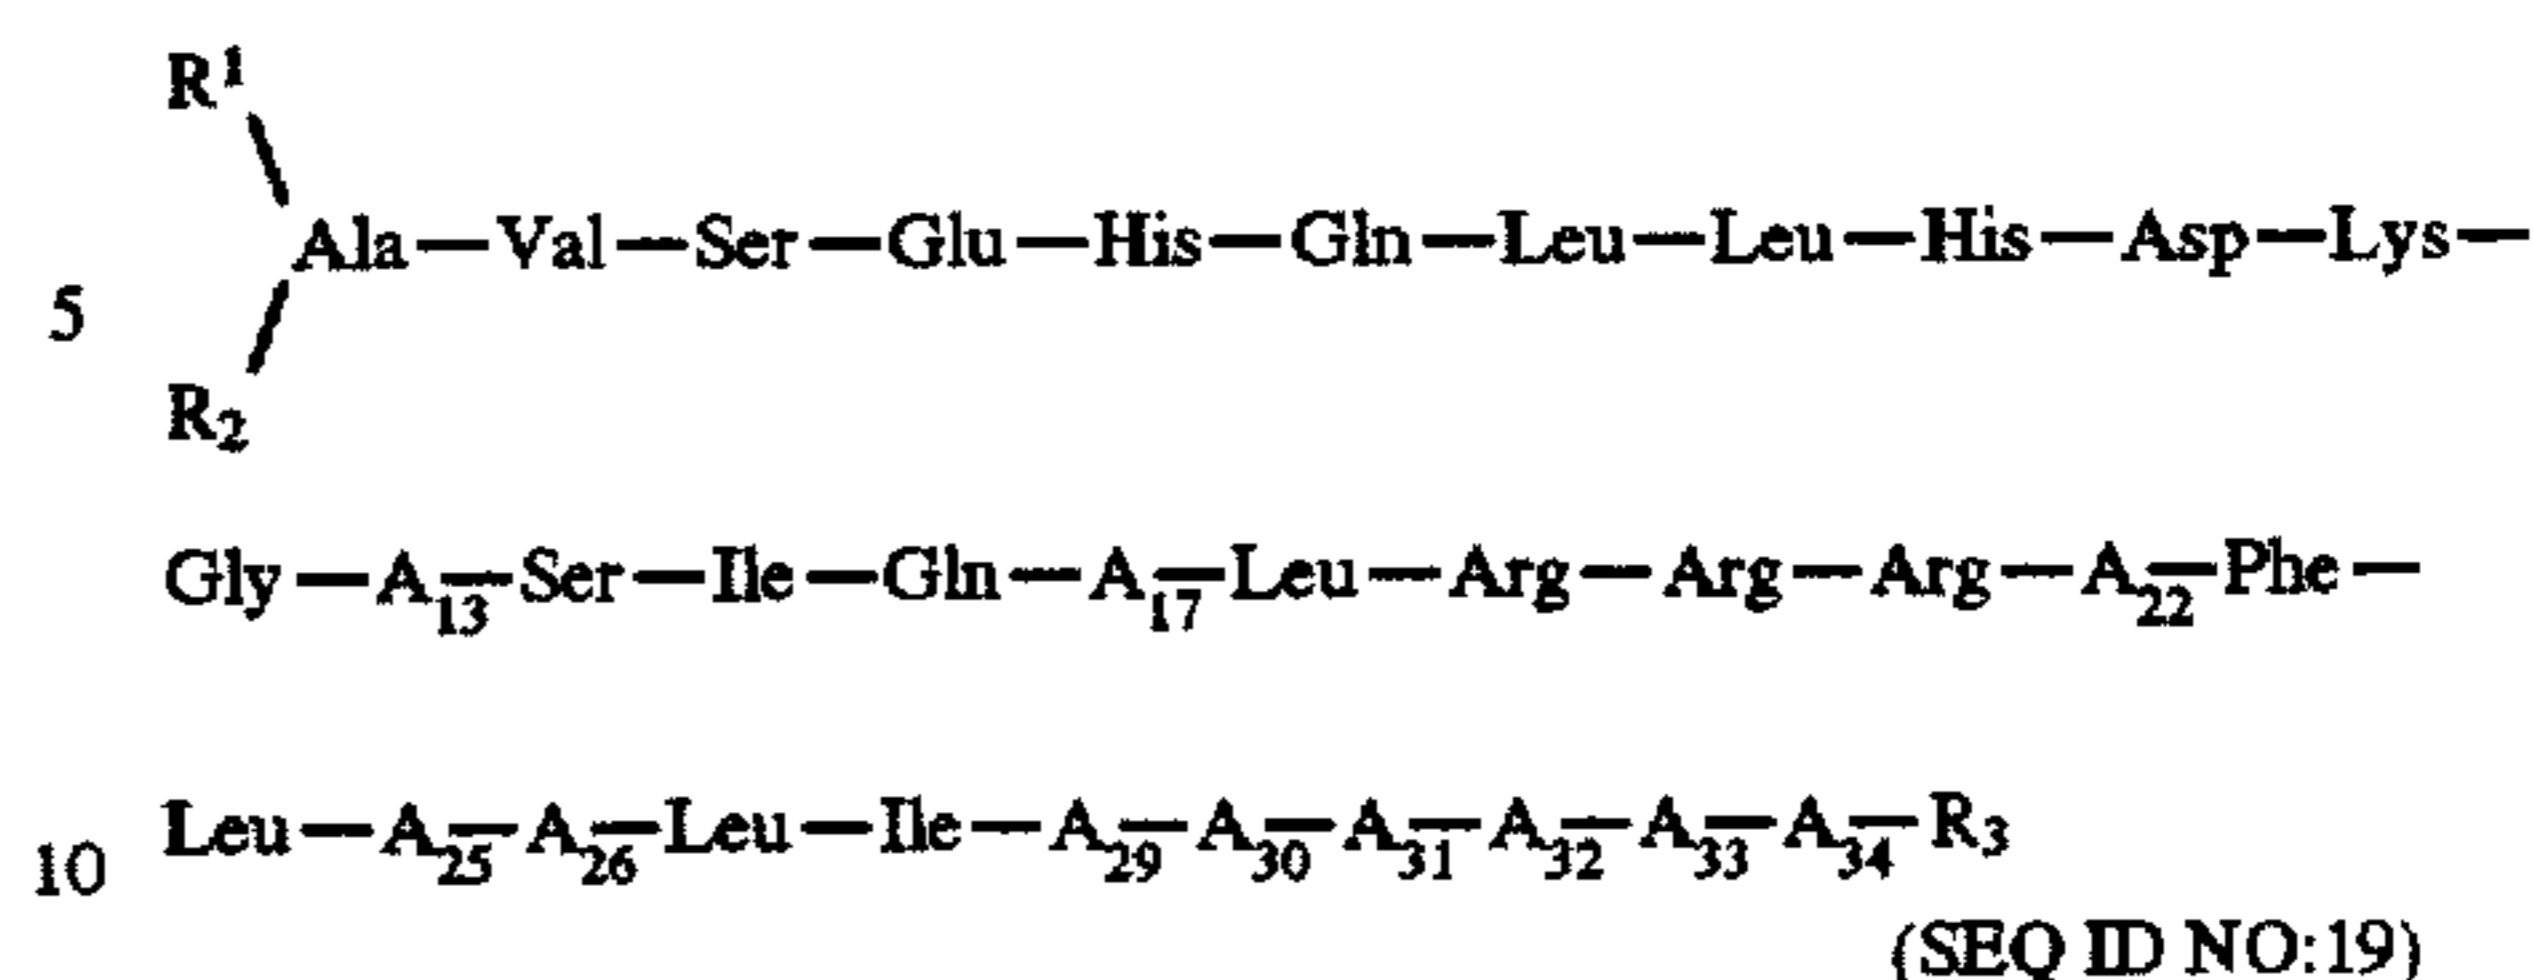 R¹
Ala—Val—Ser—Glu—His—Gln—Leu—Leu—His—Asp—Lys—
5
R₂
Gly—A₁₃—Ser—Ile—Gln—A₁₇—Leu—Arg—Arg—Arg—A₂₂—Phe—
10 Leu—A₂₅—A₂₆—Leu—Ile—A₂₉—A₃₀—A₃₁—A₃₂—A₃₃—A₃₄—R₃
(SEQ ID NO:19)